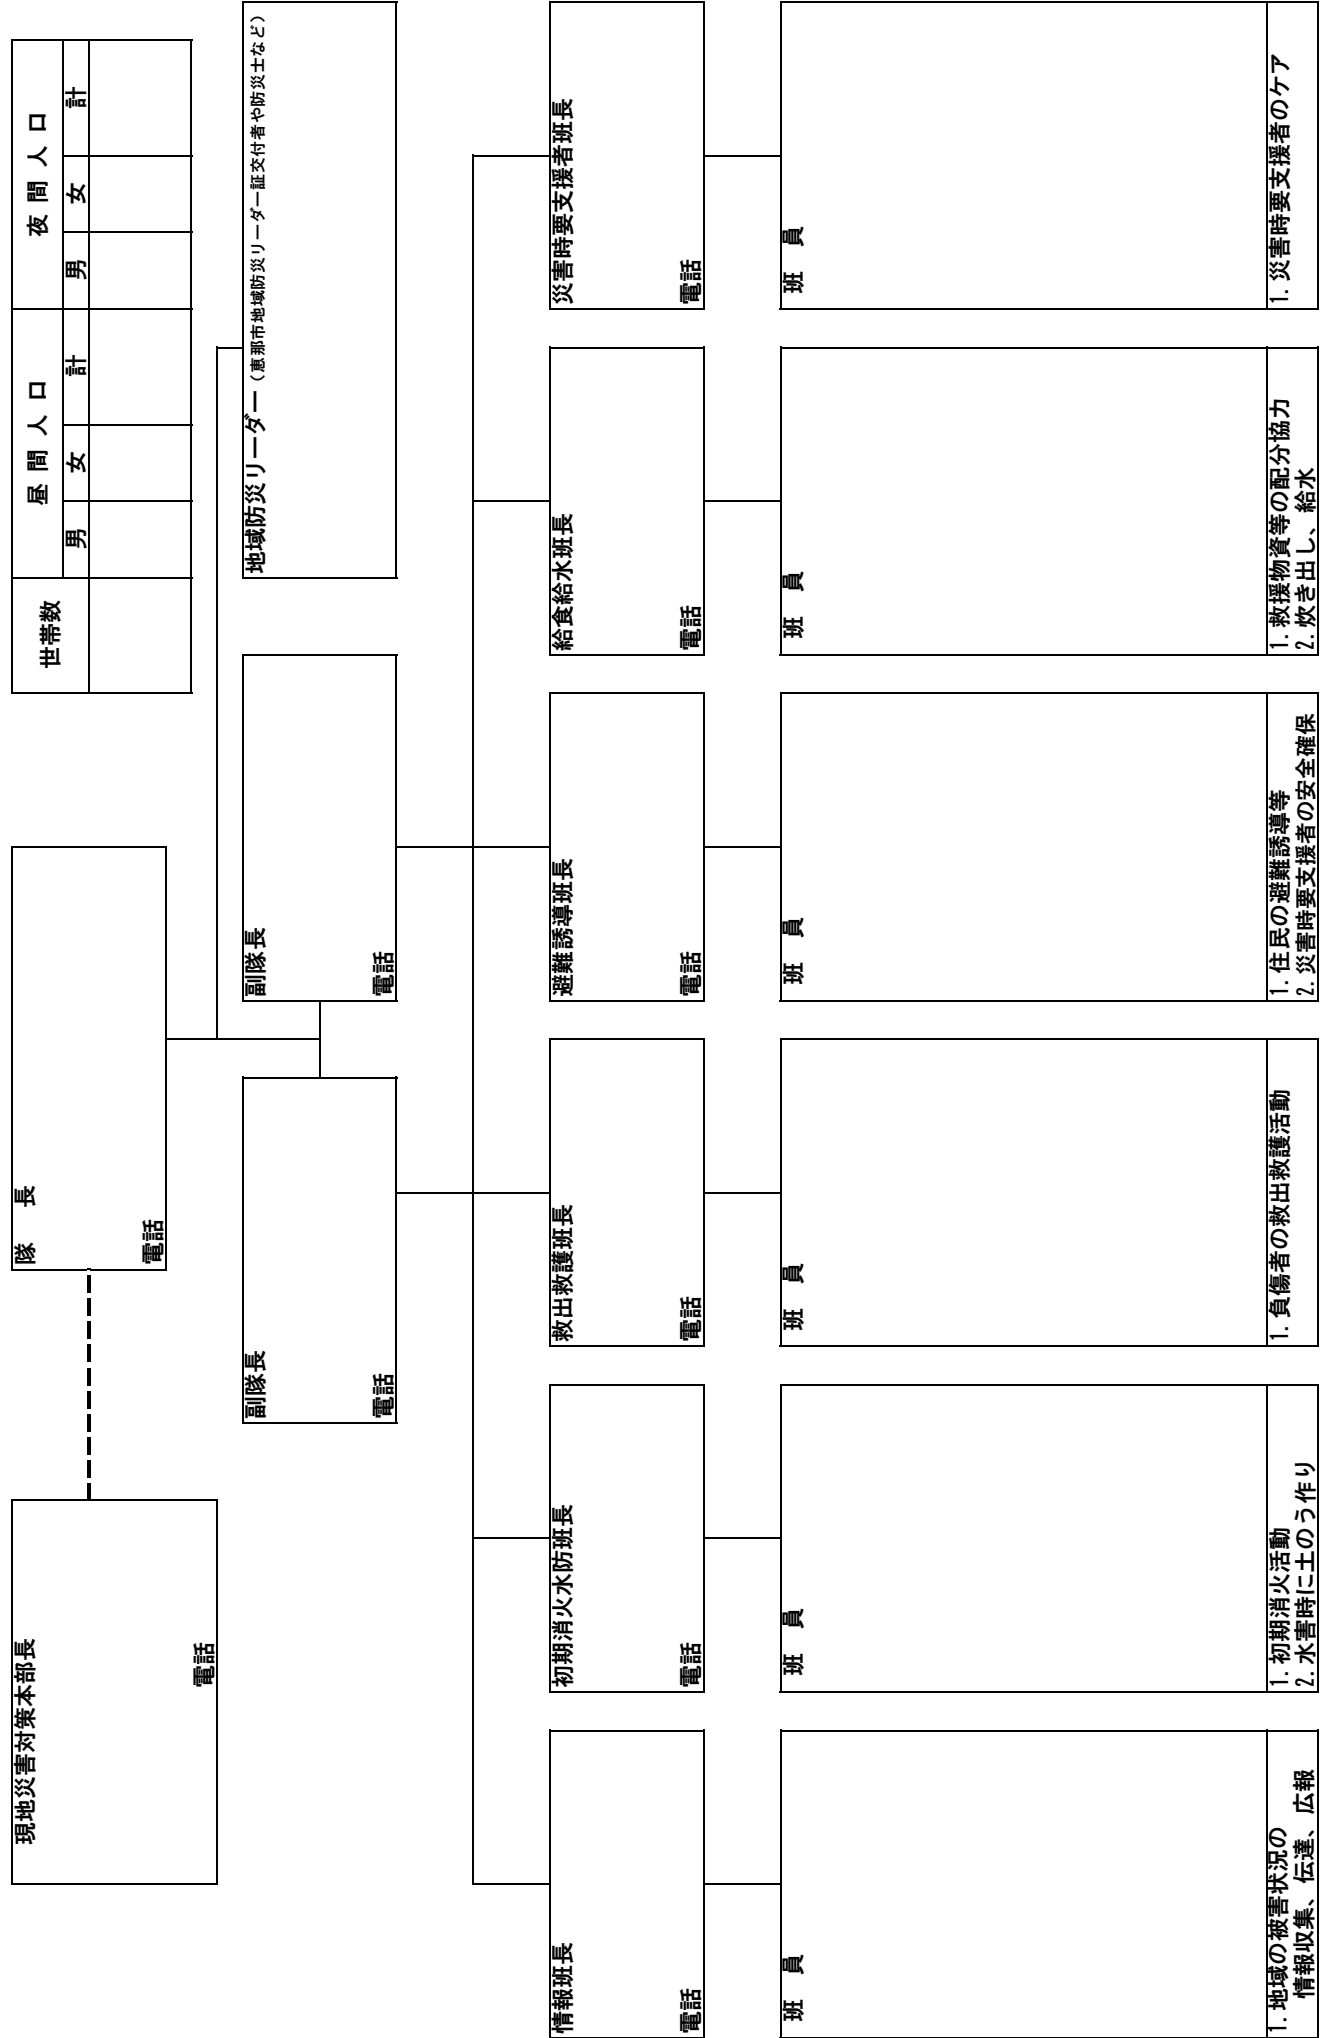 現地災害対策本部長
電話
隊　長
電話
世帯数
昼 間 人 口
夜 間 人 口
男
女
計
男
女
計
副隊長
電話
副隊長
電話
地域防災リーダー（恵那市地域防災リーダー証交付者や防災士など）
情報班長
電話
初期消火水防班長
電話
救出救護班長
電話
避難誘導班長
電話
給食給水班長
電話
災害時要支援者班長
電話
班　員
班　員
班　員
班　員
班　員
班　員
1. 地域の被害状況の
情報収集、伝達、広報
1. 初期消火活動
2. 水害時に土のう作り
1. 負傷者の救出救護活動
1. 住民の避難誘導等
2. 災害時要支援者の安全確保
1. 救援物資等の配分協力
2. 炊き出し、給水
1. 災害時要支援者のケア